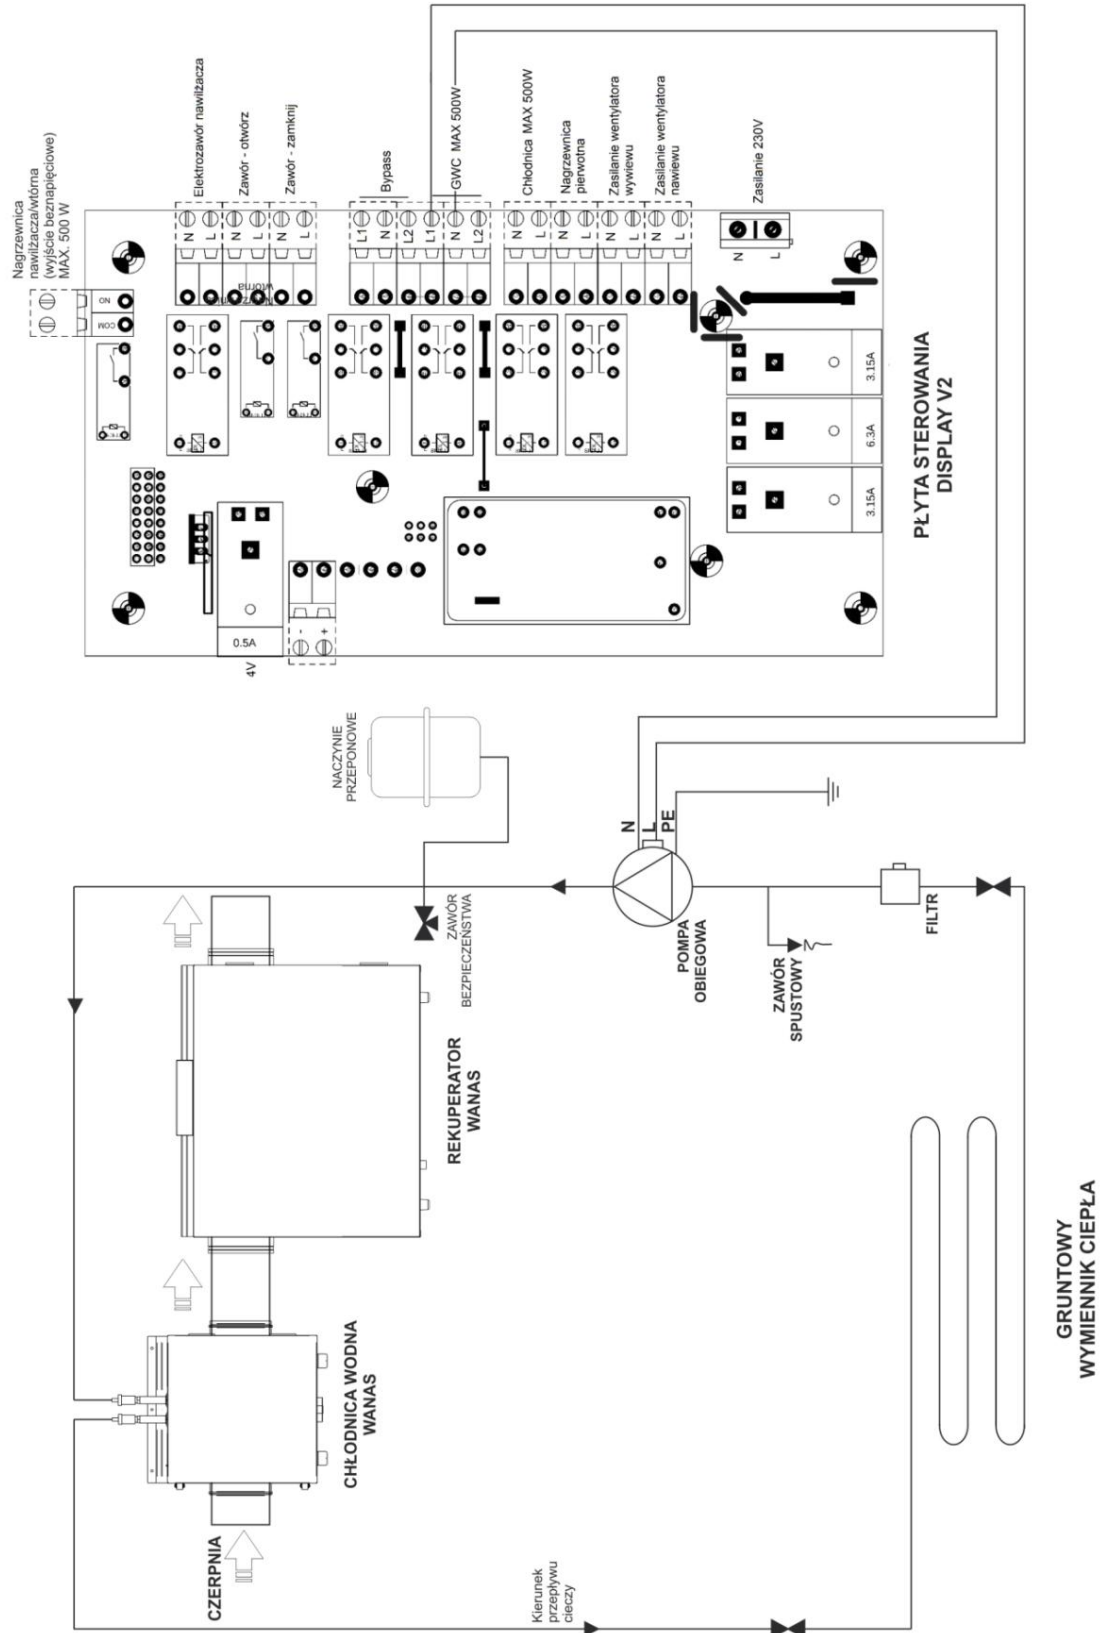 Nagrzewnica
nawilżacza/wtórna
(wyjście beznapięciowe)
MAX. 500 W
Elektrozawór nawilżacza
Zawór - otwórz
Zawór - zamknij
Bypass
GWC MAX 500W
Chłodnica MAX 500W
Nagrzewnica
pierwotna
Zasilanie wentylatora
wywiewu
Zasilanie wentylatora
nawiewu
Zasilanie 230V
COM
NO
N
L
N
L
N
L
L1
N
L2
L1
N
L2
N
L
N
L
N
L
N
L
N
L
wtórna
3.15A
6.3A
3.15A
0.5A
4V
-
+
PŁYTA STEROWANIA
DISPLAY V2
NACZYNIE
PRZEPONOWE
ZAWÓR
BEZPIECZEŃSTWA
N
L
PE
POMPA
OBIEGOWA
ZAWÓR
SPUSTOWY
FILTR
REKUPERATOR
WANAS
CHŁODNICA WODNA
WANAS
CZERPNIA
Kierunek
przepływu
cieczy
GRUNTOWY
WYMIENNIK CIEPŁA